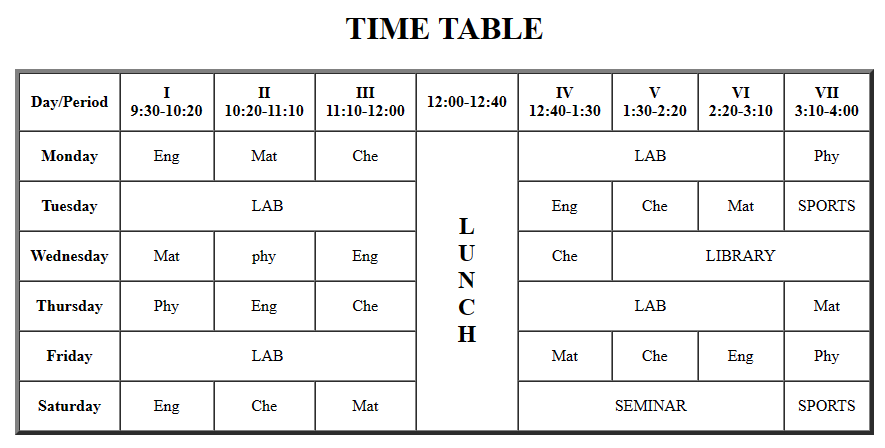 TIME TABLE
Day/Period I 9:30-10:20 II 10:20-11:10 III 11:10-12:00 12:00-12:40 IV 12:40-1:30 V 1:30-2:20 VI 2:20-3:10 VII 3:10-4:00
Monday Eng Mat Che LUNCH LAB Phy
Tuesday LAB Eng Che Mat SPORTS
Wednesday Mat phy Eng Che LIBRARY
Thursday Phy Eng Che LAB Mat
Friday LAB Mat Che Eng Phy
Saturday Eng Che Mat SEMINAR SPORTS